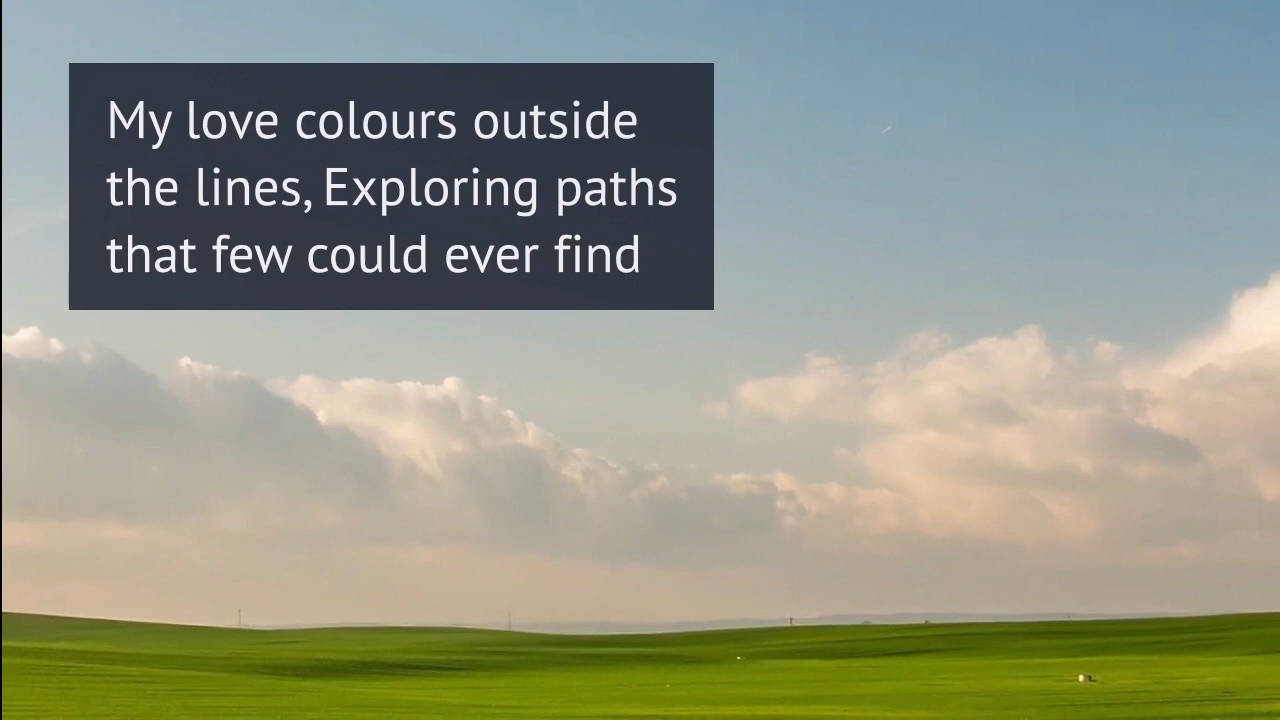 My love colours outside
the lines, Exploring paths
that few could ever find